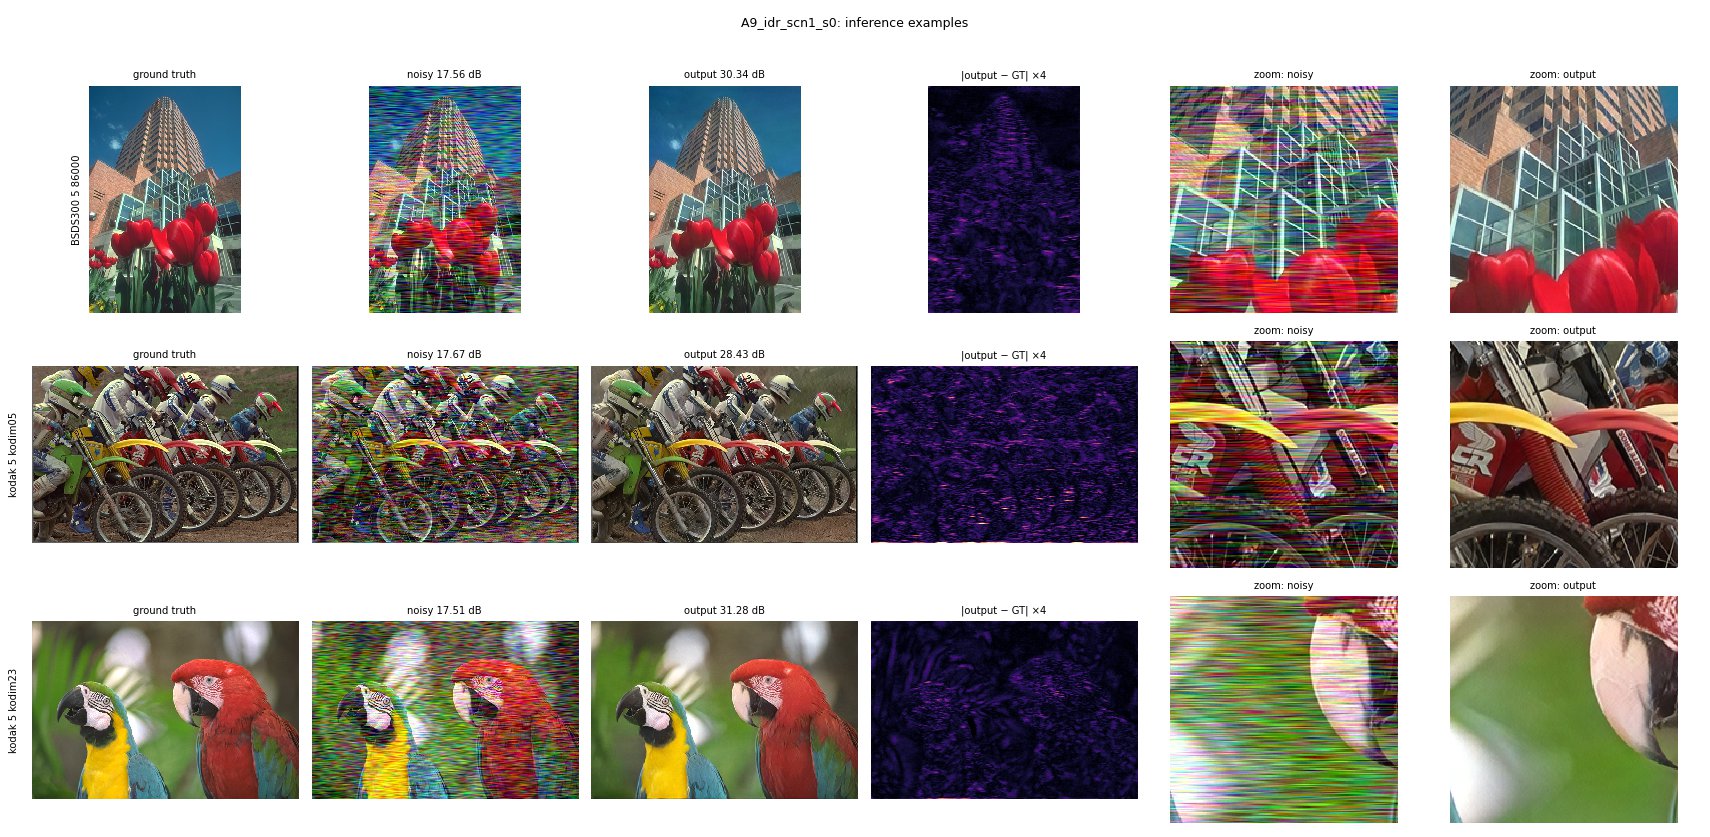 A9_idr_scn1_s0: inference examples
ground truth
noisy 17.56 dB
output 30.34 dB
|output − GT| ×4
zoom: noisy
zoom: output
BSDS300 5 86000
ground truth
noisy 17.67 dB
output 28.43 dB
|output − GT| ×4
zoom: noisy
zoom: output
kodak 5 kodim05
CR
ground truth
noisy 17.51 dB
output 31.28 dB
|output − GT| ×4
zoom: noisy
zoom: output
kodak 5 kodim23